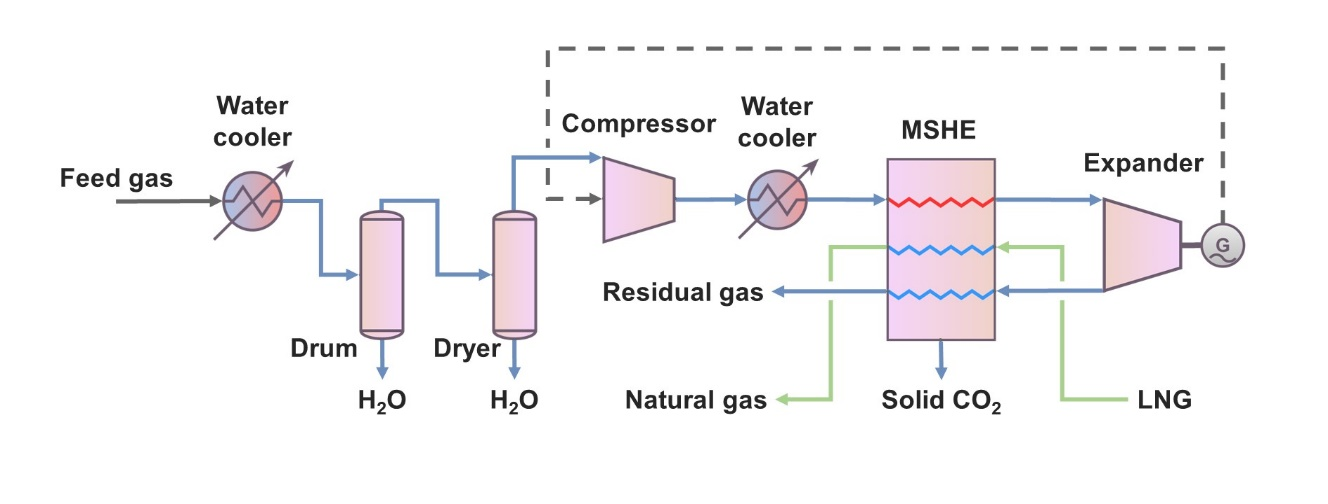 Water
cooler
Feed gas
Drum
H₂O
Dryer
H₂O
Compressor
Water
cooler
MSHE
Expander
G
Residual gas
Natural gas
Solid CO₂
LNG